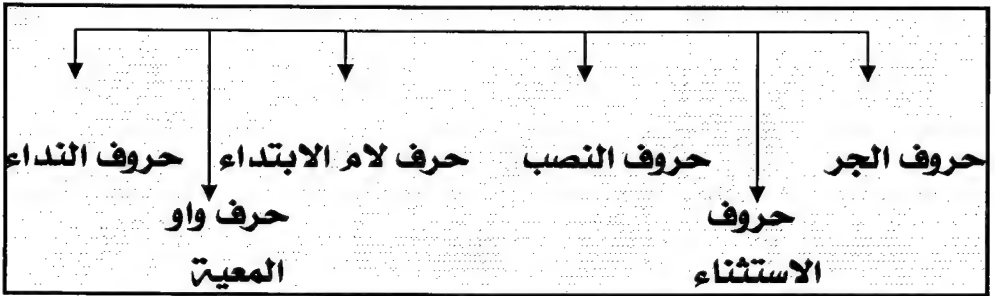 حروف الجر
حروف النصب
حرف لام الابتداء
حروف النداء
حروف
الاستثناء
حرف واو
المعية